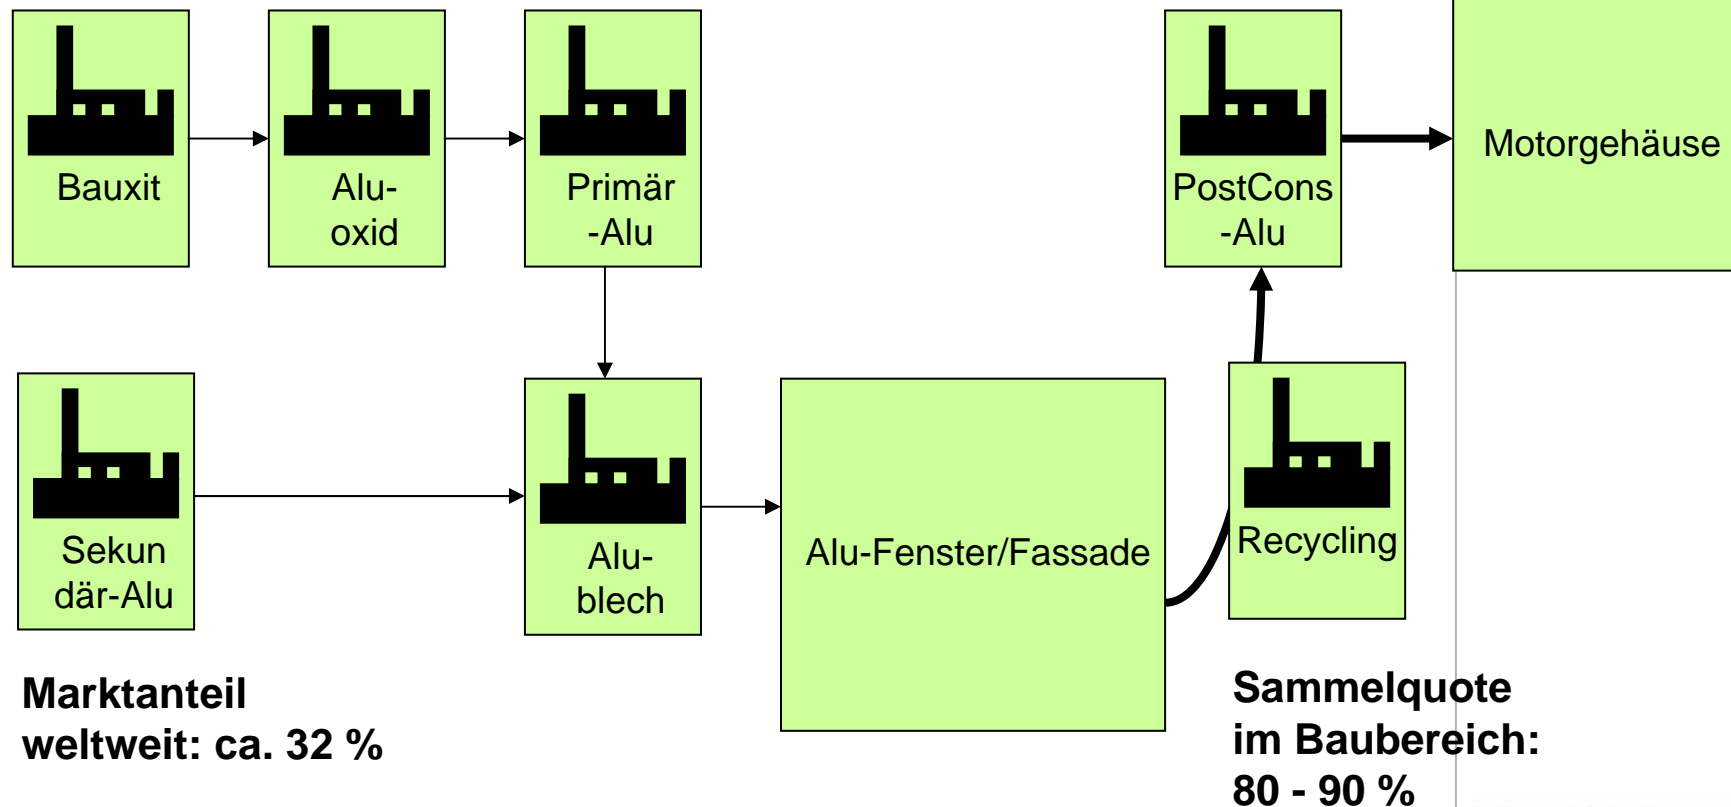 Bauxit
Alu-
oxid
Primär
-Alu
PostCons
-Alu
Motorgehäuse
Sekun
där-Alu
Alu-
blech
Alu-Fenster/Fassade
Recycling
Marktanteil
weltweit: ca. 32 %
Sammelquote
im Baubereich:
80 - 90 %